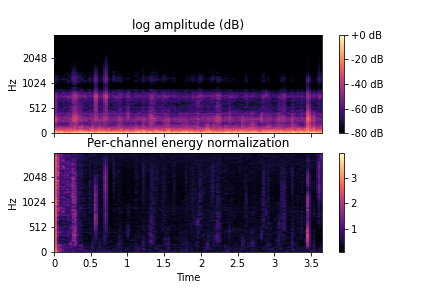 log amplitude (dB)
Hz
2048
1024
512
0
+0 dB
-20 dB
-40 dB
-60 dB
-80 dB
Per-channel energy normalization
Hz
2048
1024
512
0
3
2
1
0 0.5 1 1.5 2 2.5 3 3.5
Time